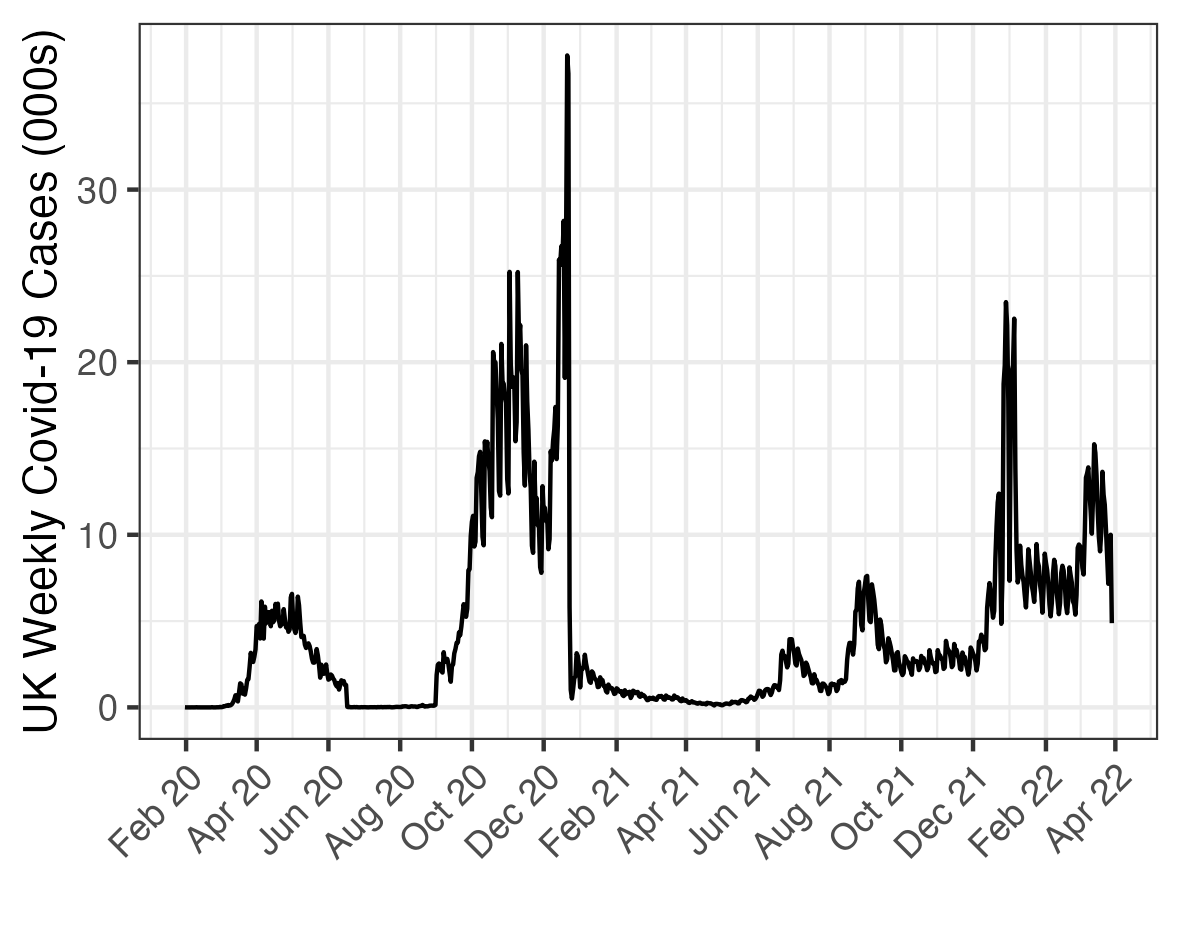 UK Weekly Covid-19 Cases (000s)
30
20
10
0
Feb 20
Apr 20
Jun 20
Aug 20
Oct 20
Dec 20
Feb 21
Apr 21
Jun 21
Aug 21
Oct 21
Dec 21
Feb 22
Apr 22